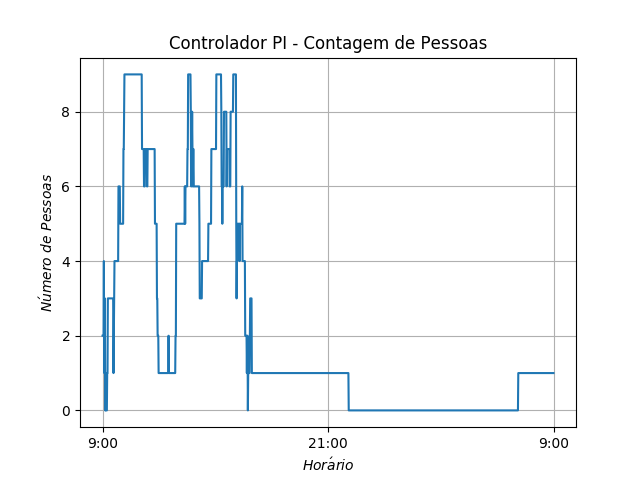 Controlador PI - Contagem de Pessoas
Número de Pessoas
8
6
4
2
0
9:00
21:00
9:00
Horário